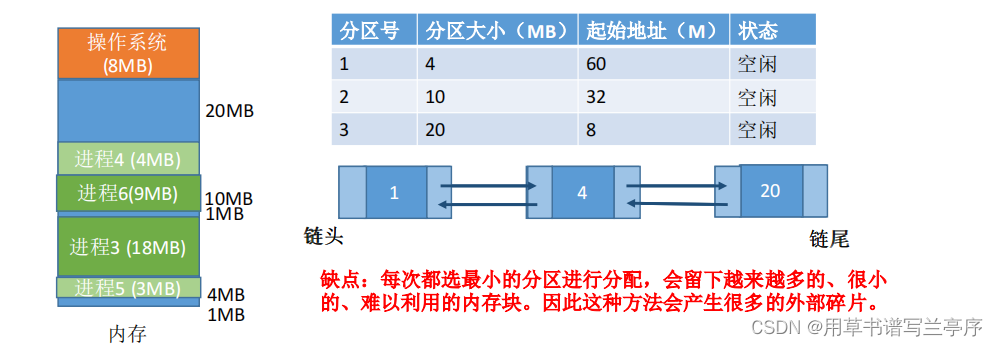 操作系统
(8MB)
20MB
进程4 (4MB)
进程6(9MB)
10MB
1MB
进程3 (18MB)
进程5 (3MB)
4MB
1MB
内存
分区号 分区大小（MB） 起始地址（M） 状态
1 4 60 空闲
2 10 32 空闲
3 20 8 空闲
1 4 20
链头 链尾
缺点：每次都选最小的分区进行分配，会留下越来越多的、很小
的、难以利用的内存块。因此这种方法会产生很多的外部碎片。
CSDN @用草书谱写兰亭序